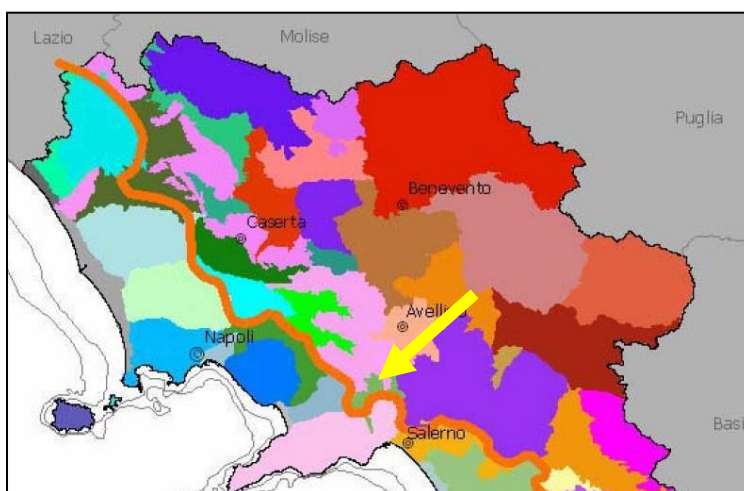 Lazio
Molise
Puglia
Benevento
Caserta
Avellino
Napoli
Salerno
Basi